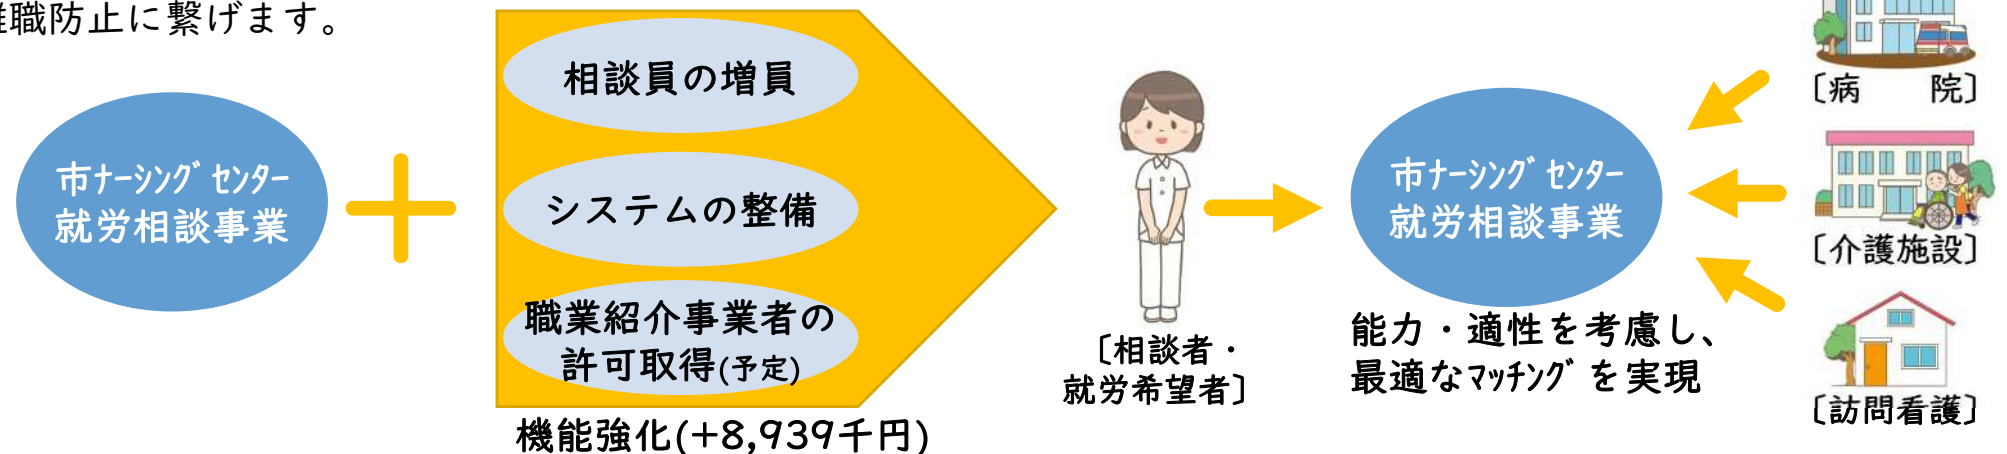 離職防止に繋げます。
市ﾅｰｼﾝｸﾞｾﾝﾀｰ
就労相談事業
相談員の増員
システムの整備
職業紹介事業者の
許可取得(予定)
機能強化(+8,939千円)
〔相談者・
就労希望者〕
市ﾅｰｼﾝｸﾞｾﾝﾀｰ
就労相談事業
能力・適性を考慮し、
最適なﾏｯﾁﾝｸﾞを実現
〔病　　院〕
〔介護施設〕
〔訪問看護〕